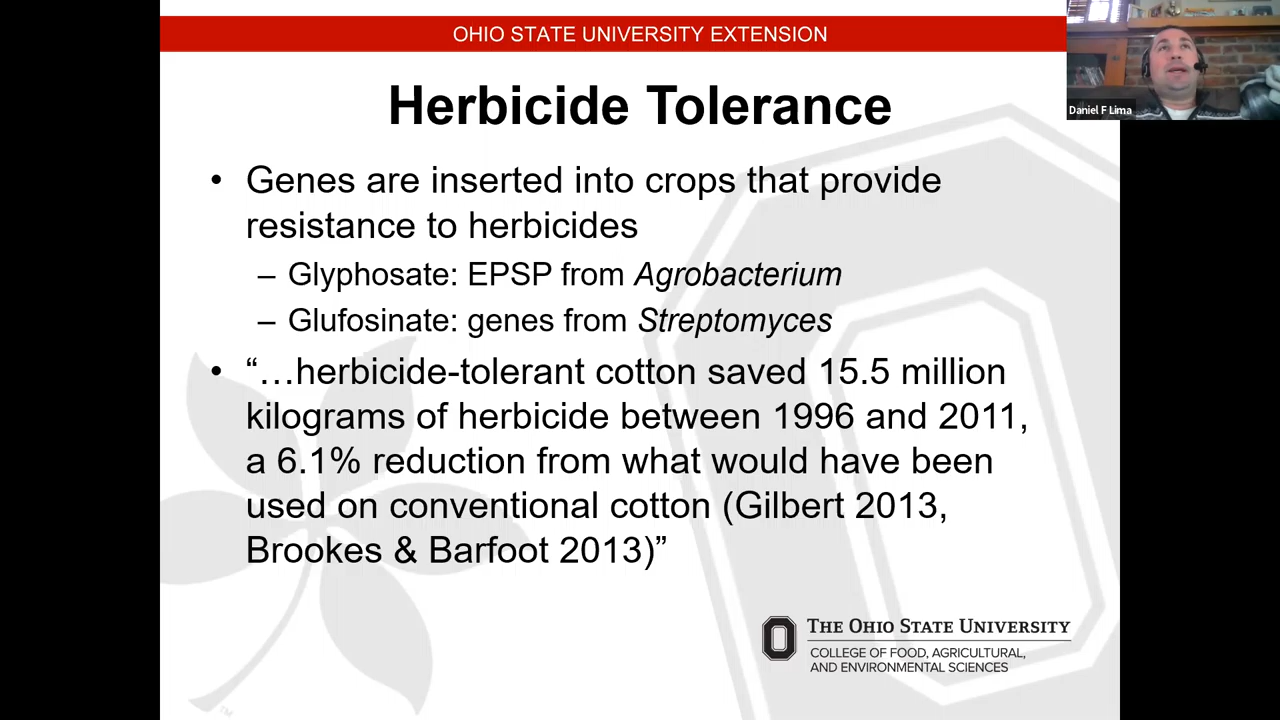 OHIO STATE UNIVERSITY EXTENSION
Daniel F Lima
Herbicide Tolerance
• Genes are inserted into crops that provide
resistance to herbicides
– Glyphosate: EPSP from Agrobacterium
– Glufosinate: genes from Streptomyces
• “…herbicide-tolerant cotton saved 15.5 million
kilograms of herbicide between 1996 and 2011,
a 6.1% reduction from what would have been
used on conventional cotton (Gilbert 2013,
Brookes & Barfoot 2013)”
THE OHIO STATE UNIVERSITY
COLLEGE OF FOOD, AGRICULTURAL,
AND ENVIRONMENTAL SCIENCES
TM